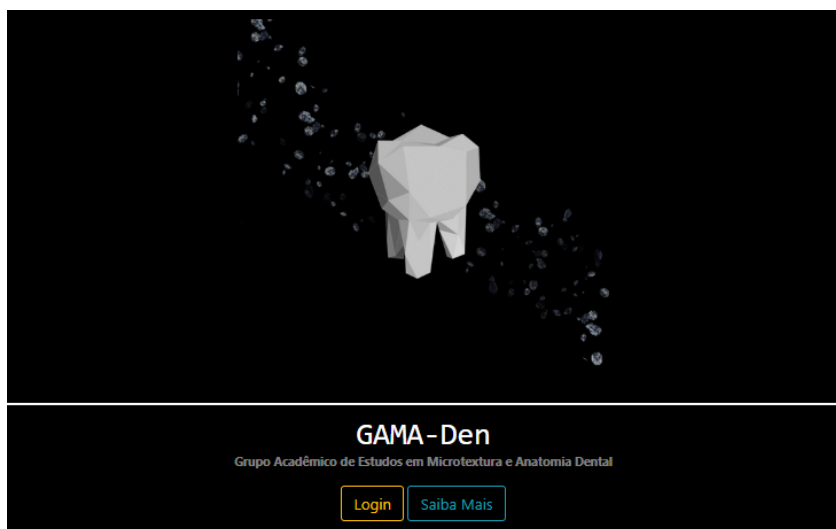 GAMA-Den
Grupo Acadêmico de Estudos em Microtextura e Anatomia Dental
Login Saiba Mais